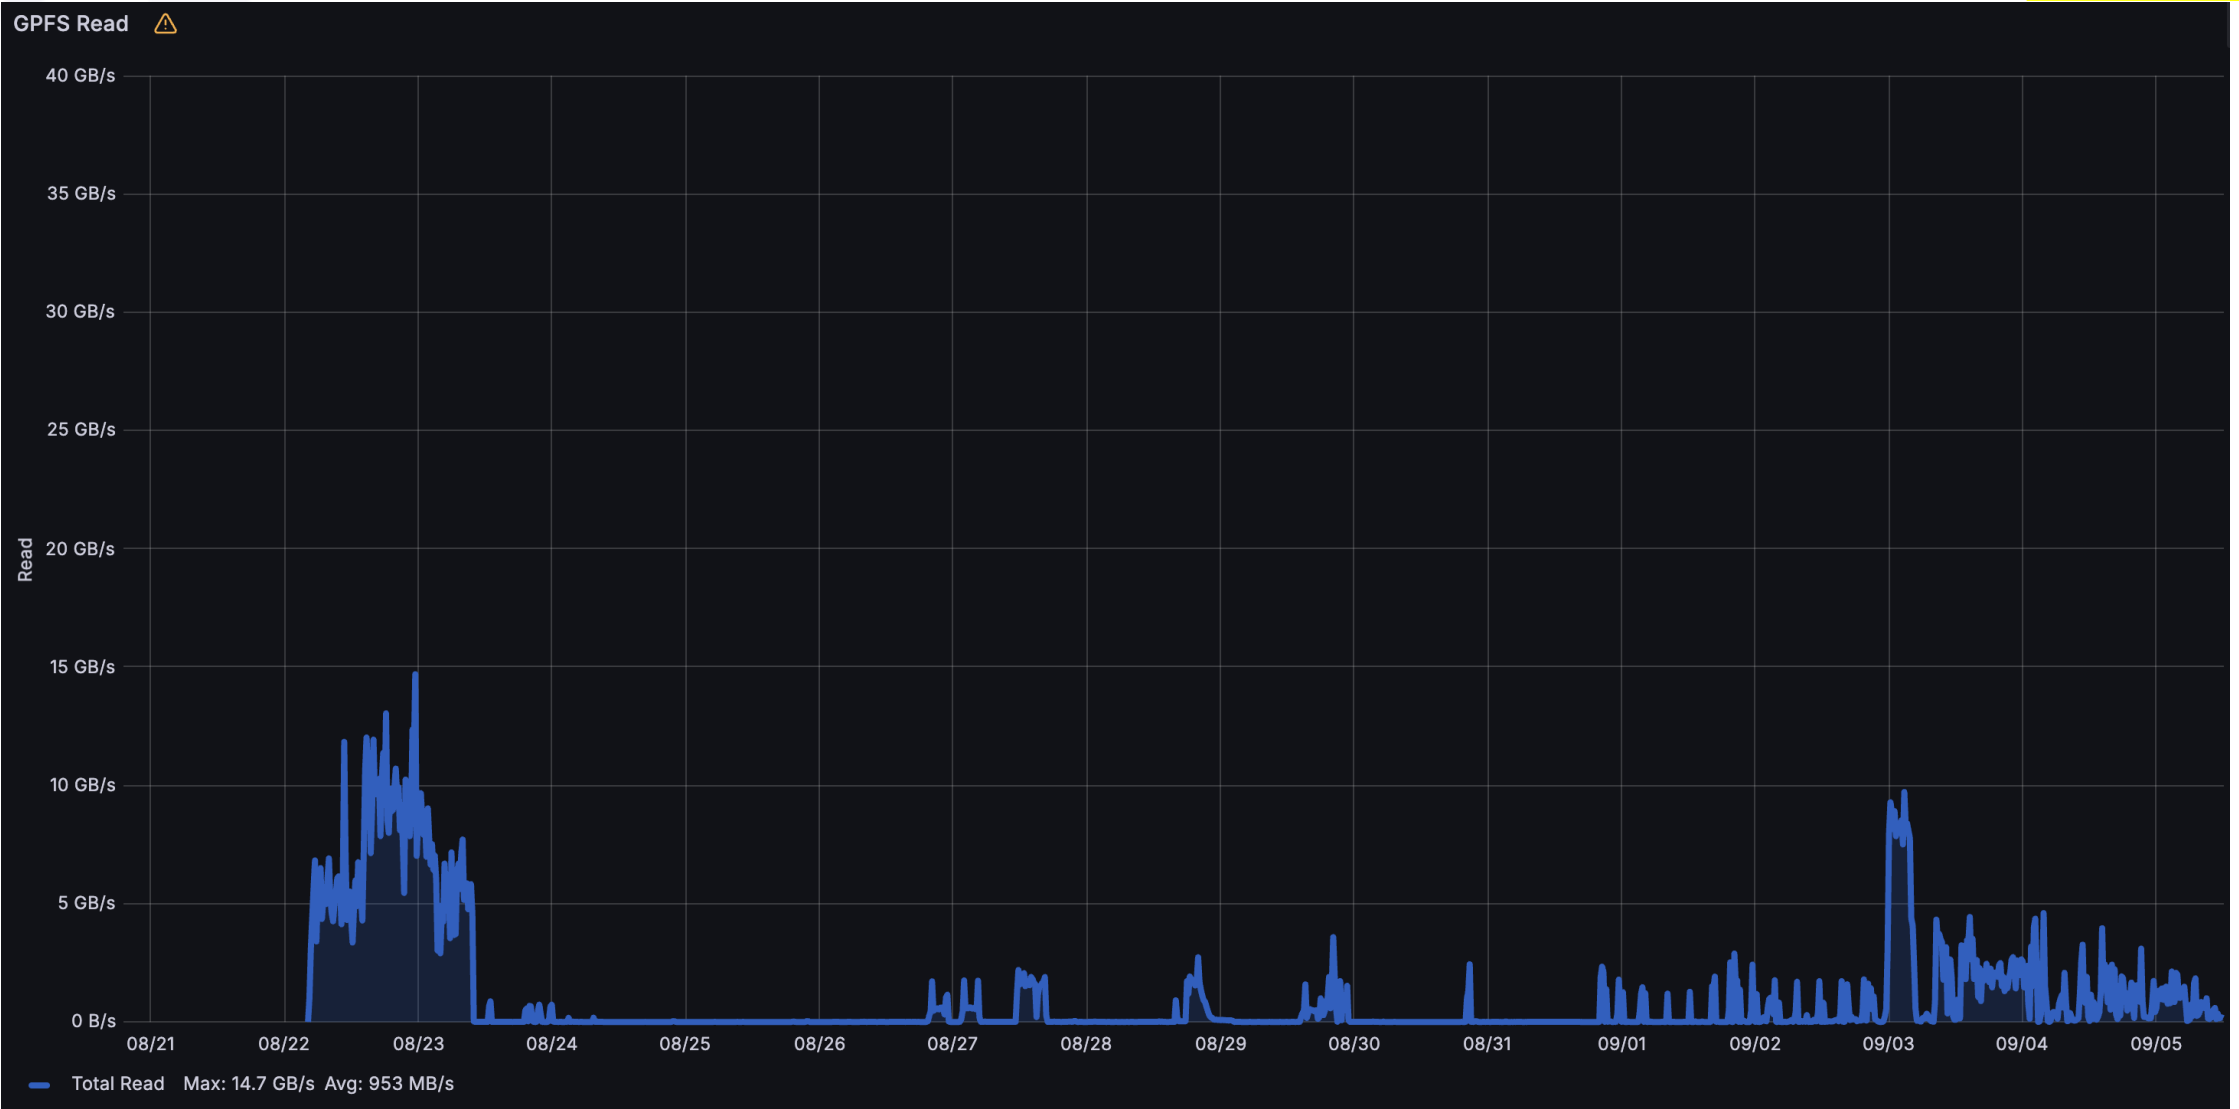 GPFS Read
40 GB/s
35 GB/s
30 GB/s
25 GB/s
20 GB/s
15 GB/s
10 GB/s
5 GB/s
0 B/s
Read
08/21 08/22 08/23 08/24 08/25 08/26 08/27 08/28 08/29 08/30 08/31 09/01 09/02 09/03 09/04 09/05
Total Read Max: 14.7 GB/s Avg: 953 MB/s